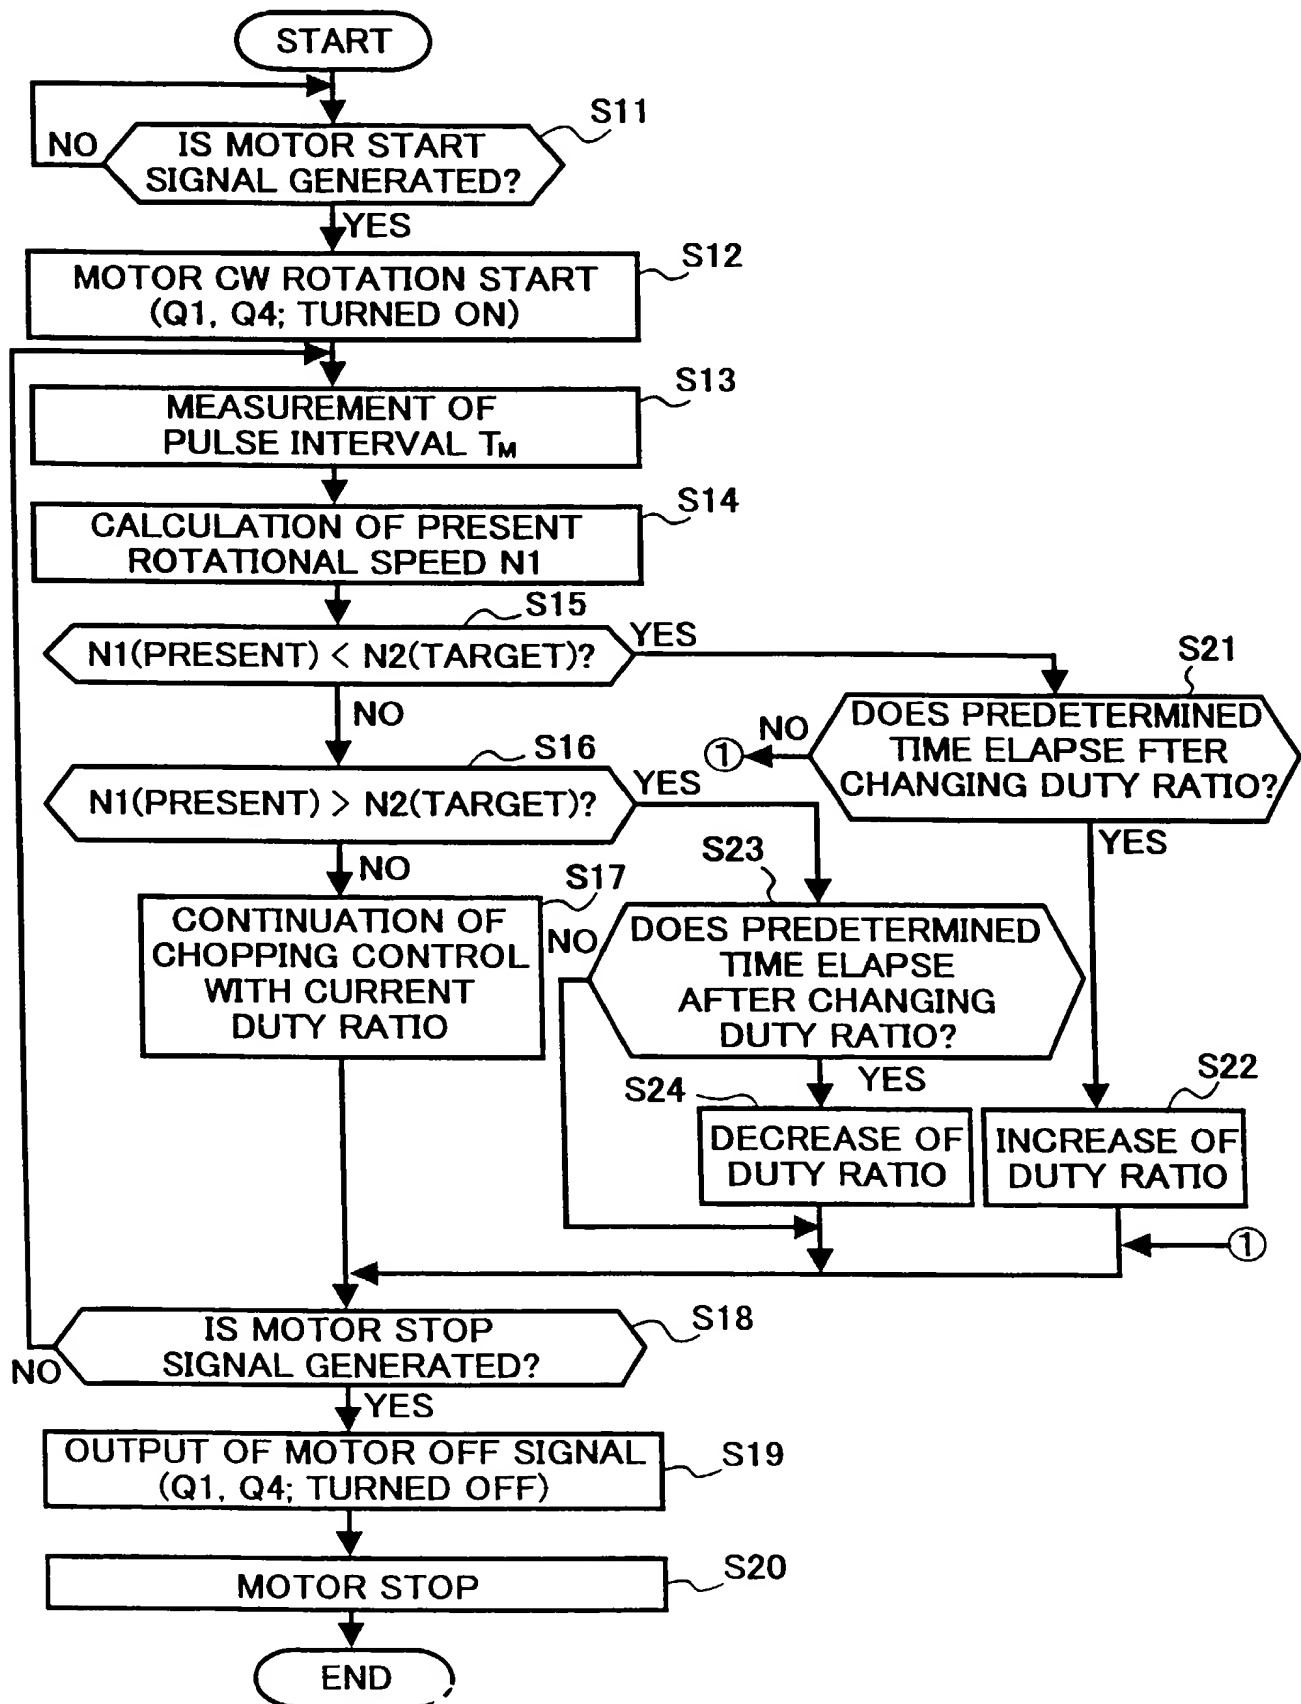 START
S11
NO
IS MOTOR START
SIGNAL GENERATED?
YES
S12
MOTOR CW ROTATION START
(Q1, Q4; TURNED ON)
S13
MEASUREMENT OF
PULSE INTERVAL TM
S14
CALCULATION OF PRESENT
ROTATIONAL SPEED N1
S15
N1(PRESENT) < N2(TARGET)?
YES
NO
S21
DOES PREDETERMINED
TIME ELAPSE FTER
CHANGING DUTY RATIO?
NO
①
YES
S16
N1(PRESENT) > N2(TARGET)?
YES
NO
S17
CONTINUATION OF
CHOPPING CONTROL
WITH CURRENT
DUTY RATIO
S23
NO
DOES PREDETERMINED
TIME ELAPSE
AFTER CHANGING
DUTY RATIO?
YES
S24
DECREASE OF
DUTY RATIO
S22
INCREASE OF
DUTY RATIO
①
S18
IS MOTOR STOP
SIGNAL GENERATED?
NO
YES
S19
OUTPUT OF MOTOR OFF SIGNAL
(Q1, Q4; TURNED OFF)
S20
MOTOR STOP
END